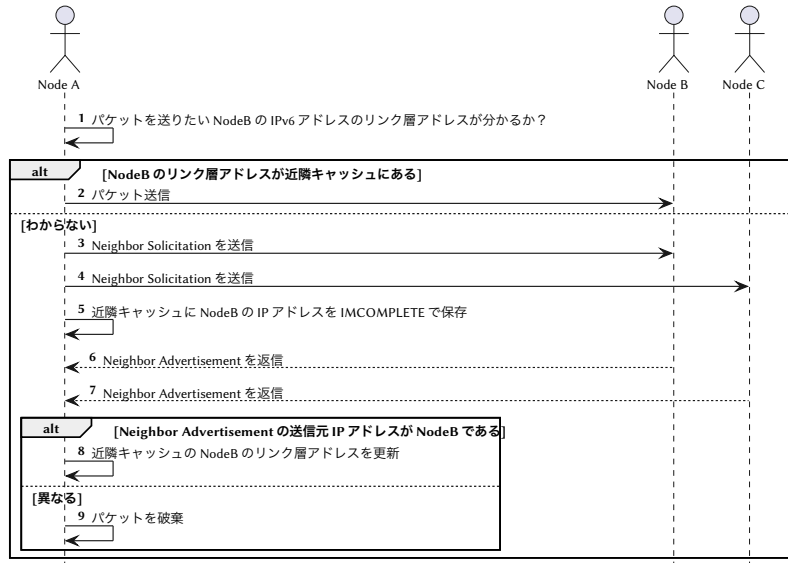 Node A
Node B
Node C
1 パケットを送りたい NodeB の IPv6 アドレスのリンク層アドレスが分かるか？
alt [NodeB のリンク層アドレスが近隣キャッシュにある]
2 パケット送信
[わからない]
3 Neighbor Solicitation を送信
4 Neighbor Solicitation を送信
5 近隣キャッシュに NodeB の IP アドレスを IMCOMPLETE で保存
6 Neighbor Advertisement を返信
7 Neighbor Advertisement を返信
alt [Neighbor Advertisement の送信元 IP アドレスが NodeB である]
8 近隣キャッシュの NodeB のリンク層アドレスを更新
[異なる]
9 パケットを破棄